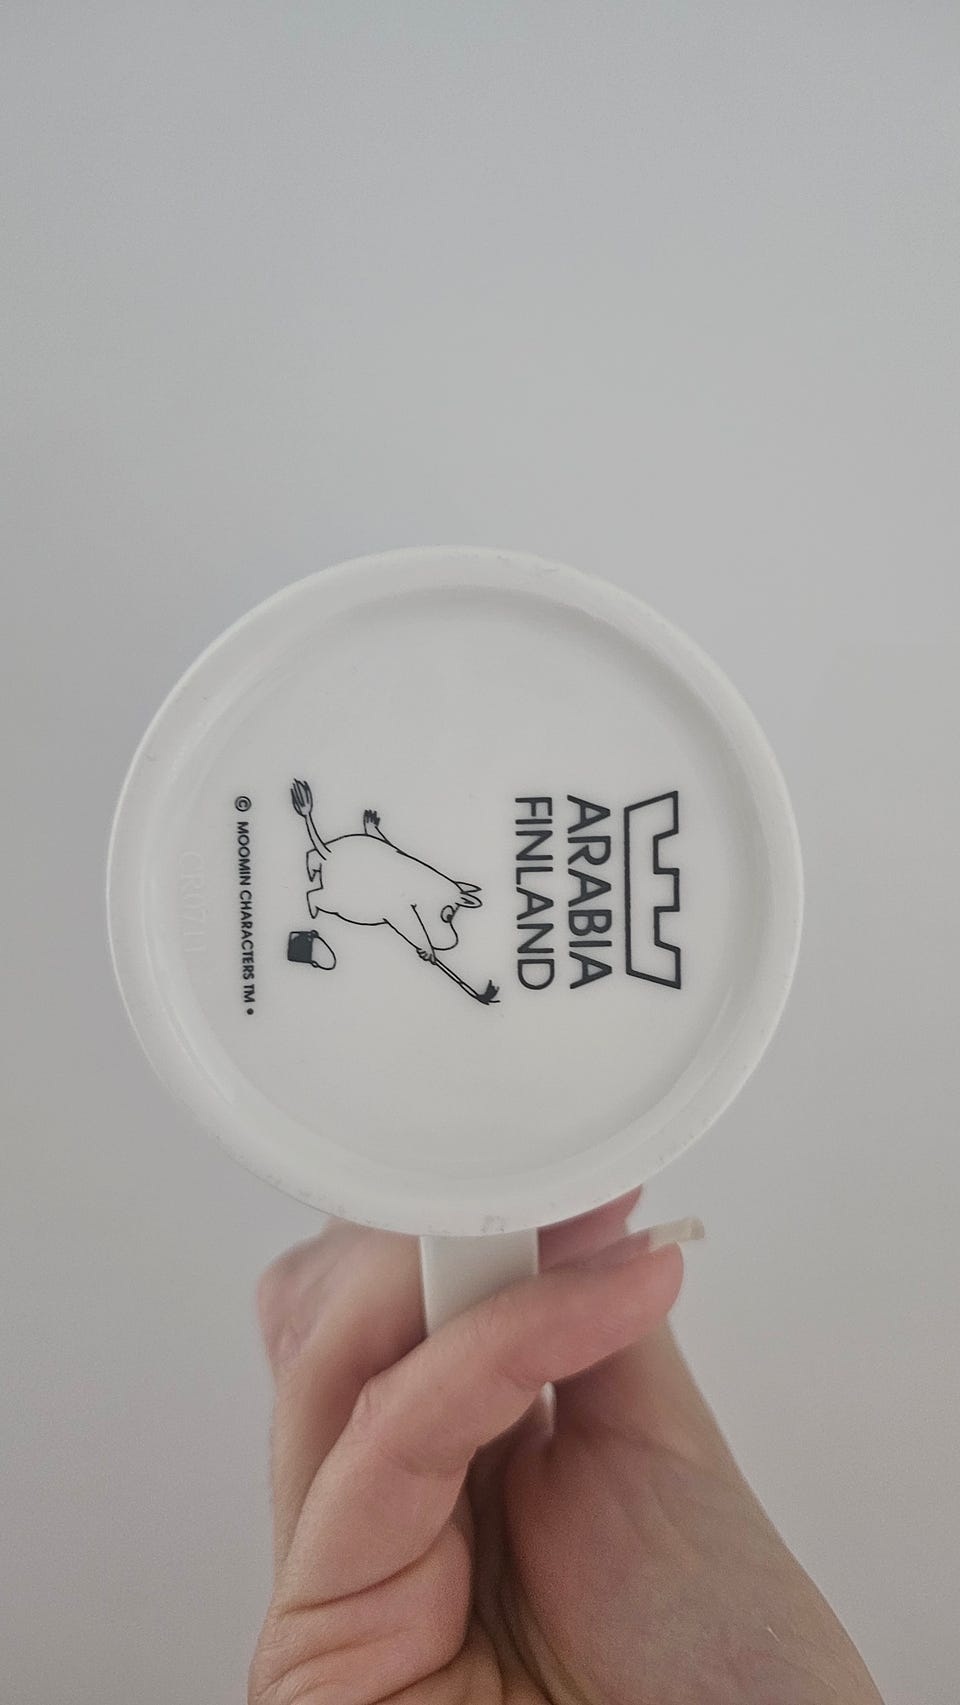 ARABIA
FINLAND
© MOOMIN CHARACTERS TM •